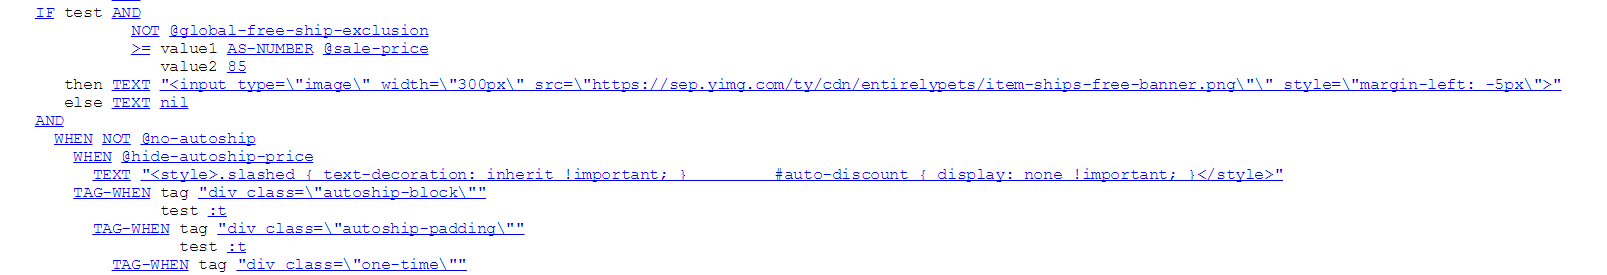 IF test AND
NOT @global-free-ship-exclusion
>= value1 AS-NUMBER @sale-price
value2 85
then TEXT "<input type=\"image\" width=\"300px\" src=\"https://sep.yimg.com/ty/cdn/entirelypets/item-ships-free-banner.png\"\" style=\"margin-left: -5px\">"
else TEXT nil
AND
WHEN NOT @no-autoship
WHEN @hide-autoship-price
TEXT "<style>.slashed { text-decoration: inherit !important; } #auto-discount { display: none !important; }</style>"
TAG-WHEN tag "div class=\"autoship-block\""
test :t
TAG-WHEN tag "div class=\"autoship-padding\""
test :t
TAG-WHEN tag "div class=\"one-time\""